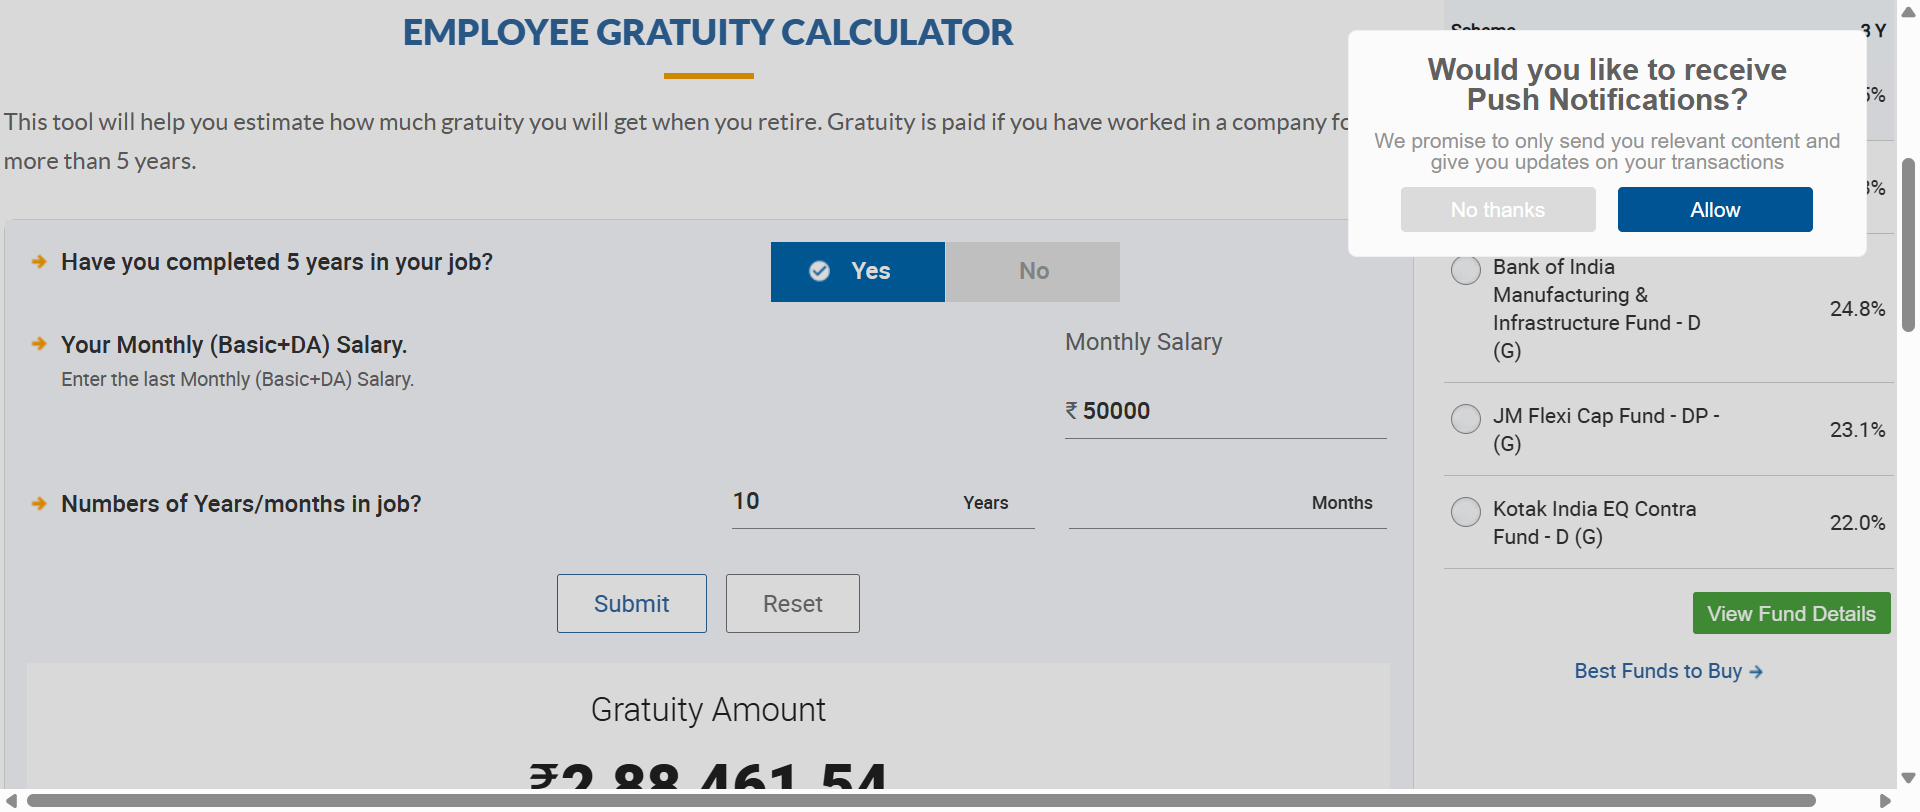 EMPLOYEE GRATUITY CALCULATOR
This tool will help you estimate how much gratuity you will get when you retire. Gratuity is paid if you have worked in a company
more than 5 years.
Have you completed 5 years in your job?
Yes
No
Your Monthly (Basic+DA) Salary.
Enter the last Monthly (Basic+DA) Salary.
Monthly Salary
₹ 50000
Numbers of Years/months in job?
10 Years
Months
Submit
Reset
Gratuity Amount
₹2,88,461.54
Scheme
3 Y
Would you like to receive
Push Notifications?
We promise to only send you relevant content and
give you updates on your transactions
No thanks
Allow
Bank of India
Manufacturing &
Infrastructure Fund - D
(G)
24.8%
JM Flexi Cap Fund - DP -
(G)
23.1%
Kotak India EQ Contra
Fund - D (G)
22.0%
View Fund Details
Best Funds to Buy